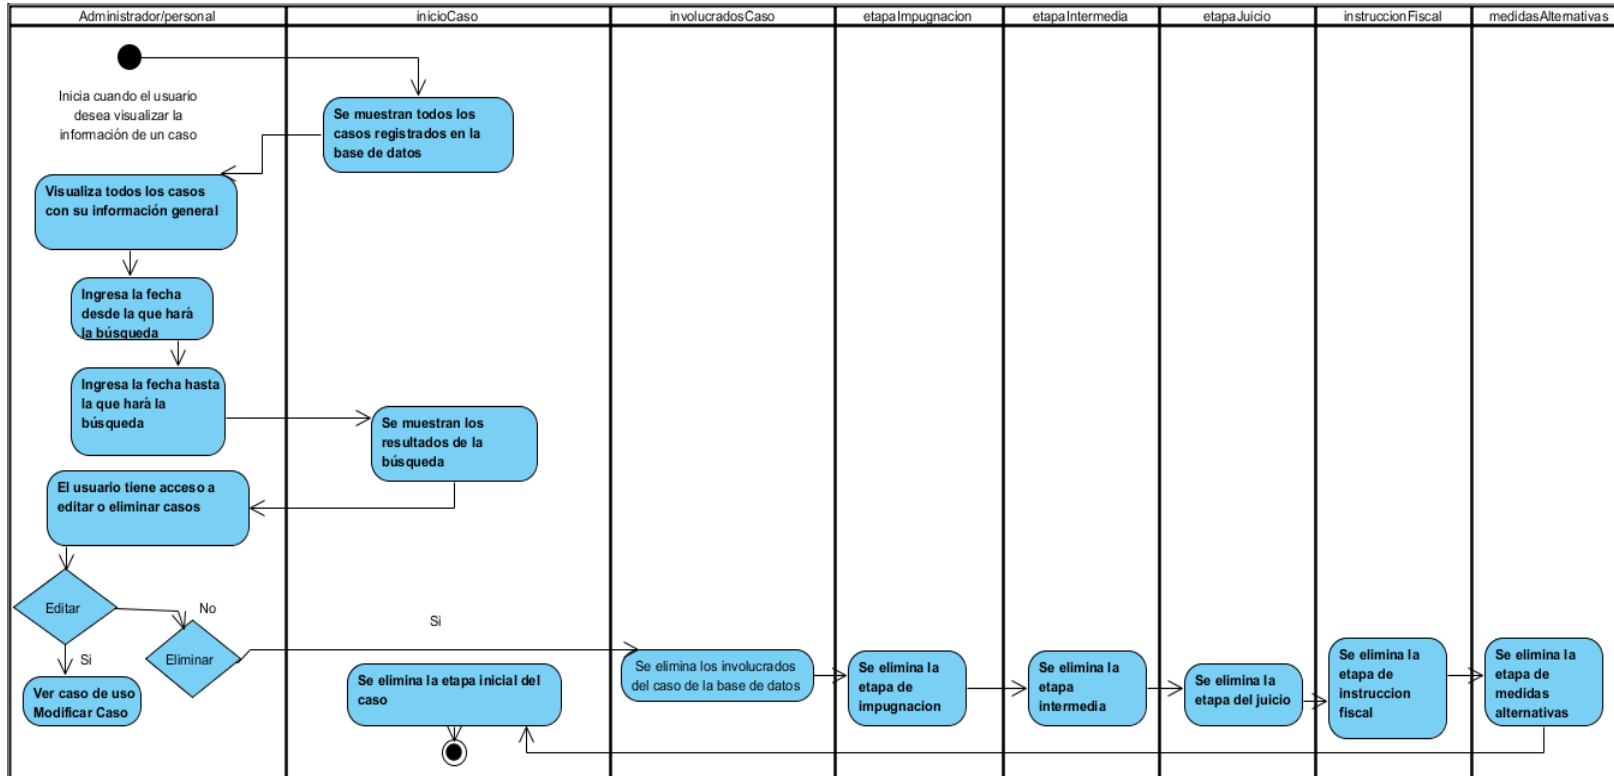 Administrador/personal
inicioCaso
involucradosCaso
etapaImpugnacion
etapaIntermedia
etapaJuicio
instruccionFiscal
medidasAlternativas
Inicia cuando el usuario
desea visualizar la
información de un caso
Se muestran todos los
casos registrados en la
base de datos
Visualiza todos los casos
con su información general
Ingresa la fecha
desde la que hará
la búsqueda
Ingresa la fecha hasta
la que hará la
búsqueda
Se muestran los
resultados de la
búsqueda
El usuario tiene acceso a
editar o eliminar casos
Editar
No
Si
Eliminar
Si
Ver caso de uso
Modificar Caso
Se elimina la etapa inicial del
caso
Se elimina los involucrados
del caso de la base de datos
Se elimina la
etapa de
impugnacion
Se elimina la
etapa
intermedia
Se elimina la
etapa del juicio
Se elimina la
etapa de
instruccion
fiscal
Se elimina la
etapa de
medidas
alternativas